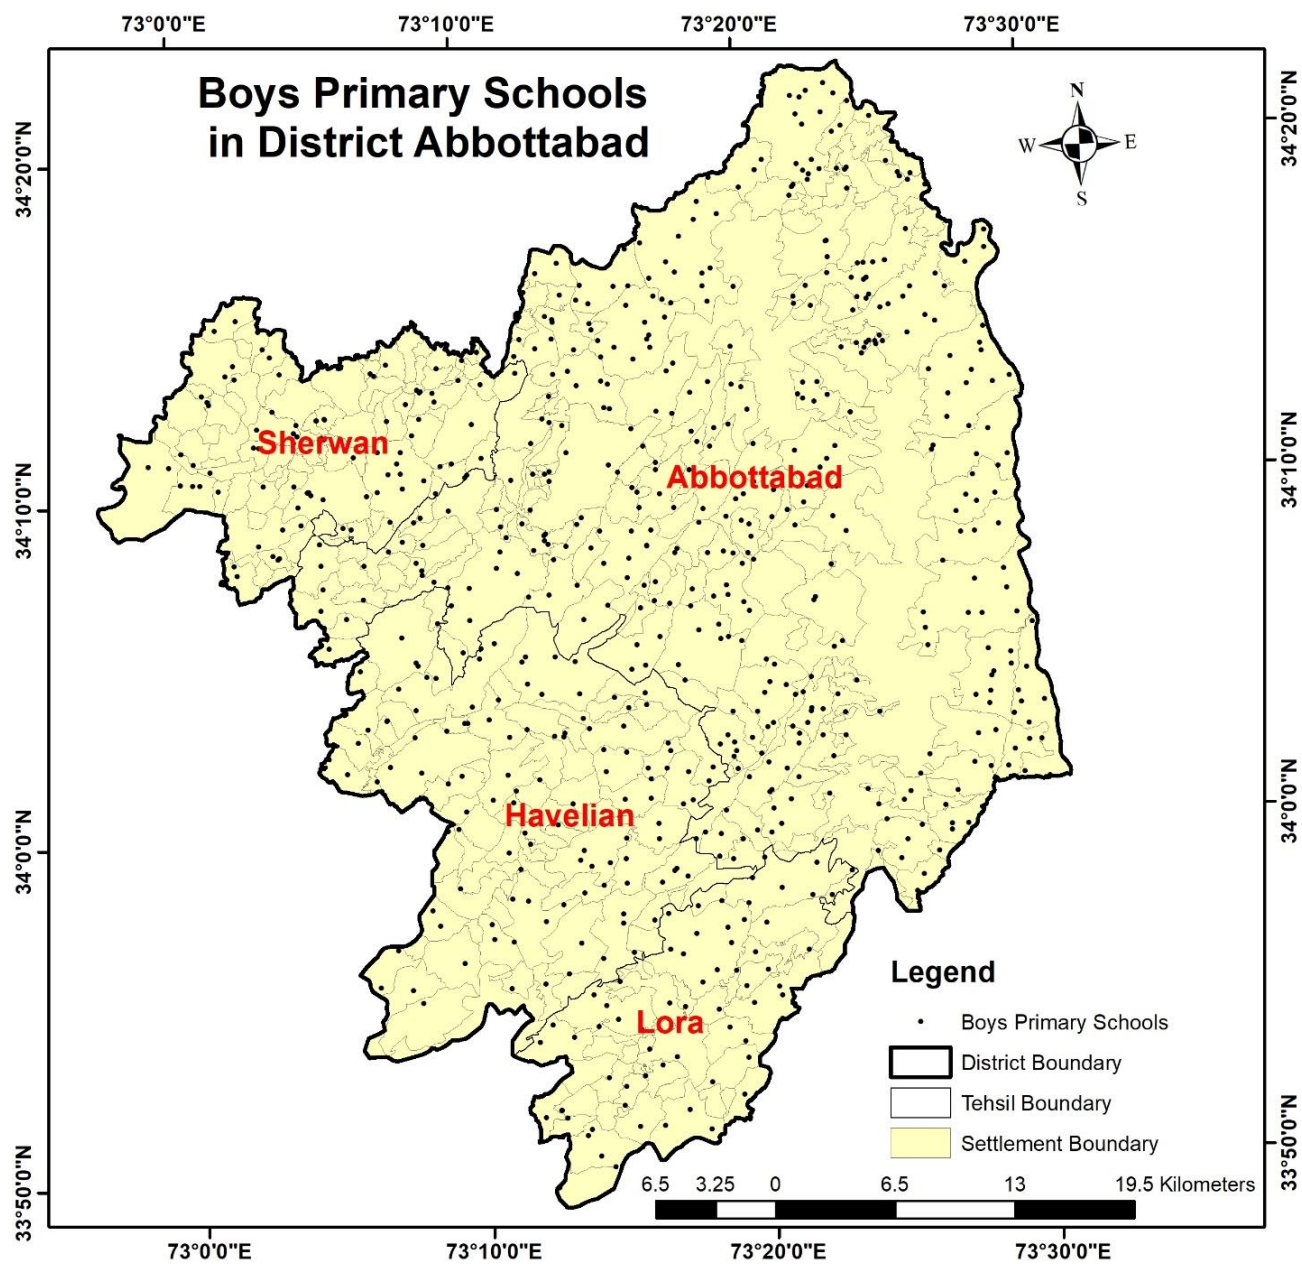 73°0'0"E 73°10'0"E 73°20'0"E 73°30'0"E
Boys Primary Schools
in District Abbottabad
N
W E
S
34°20'0"N
34°20'0"N
Sherwan
Abbottabad
34°10'0"N
34°10'0"N
Havelian
34°0'0"N
34°0'0"N
Lora
Legend
Boys Primary Schools
District Boundary
Tehsil Boundary
Settlement Boundary
33°50'0"N
33°50'0"N
6.5 3.25 0 6.5 13 19.5 Kilometers
73°0'0"E 73°10'0"E 73°20'0"E 73°30'0"E